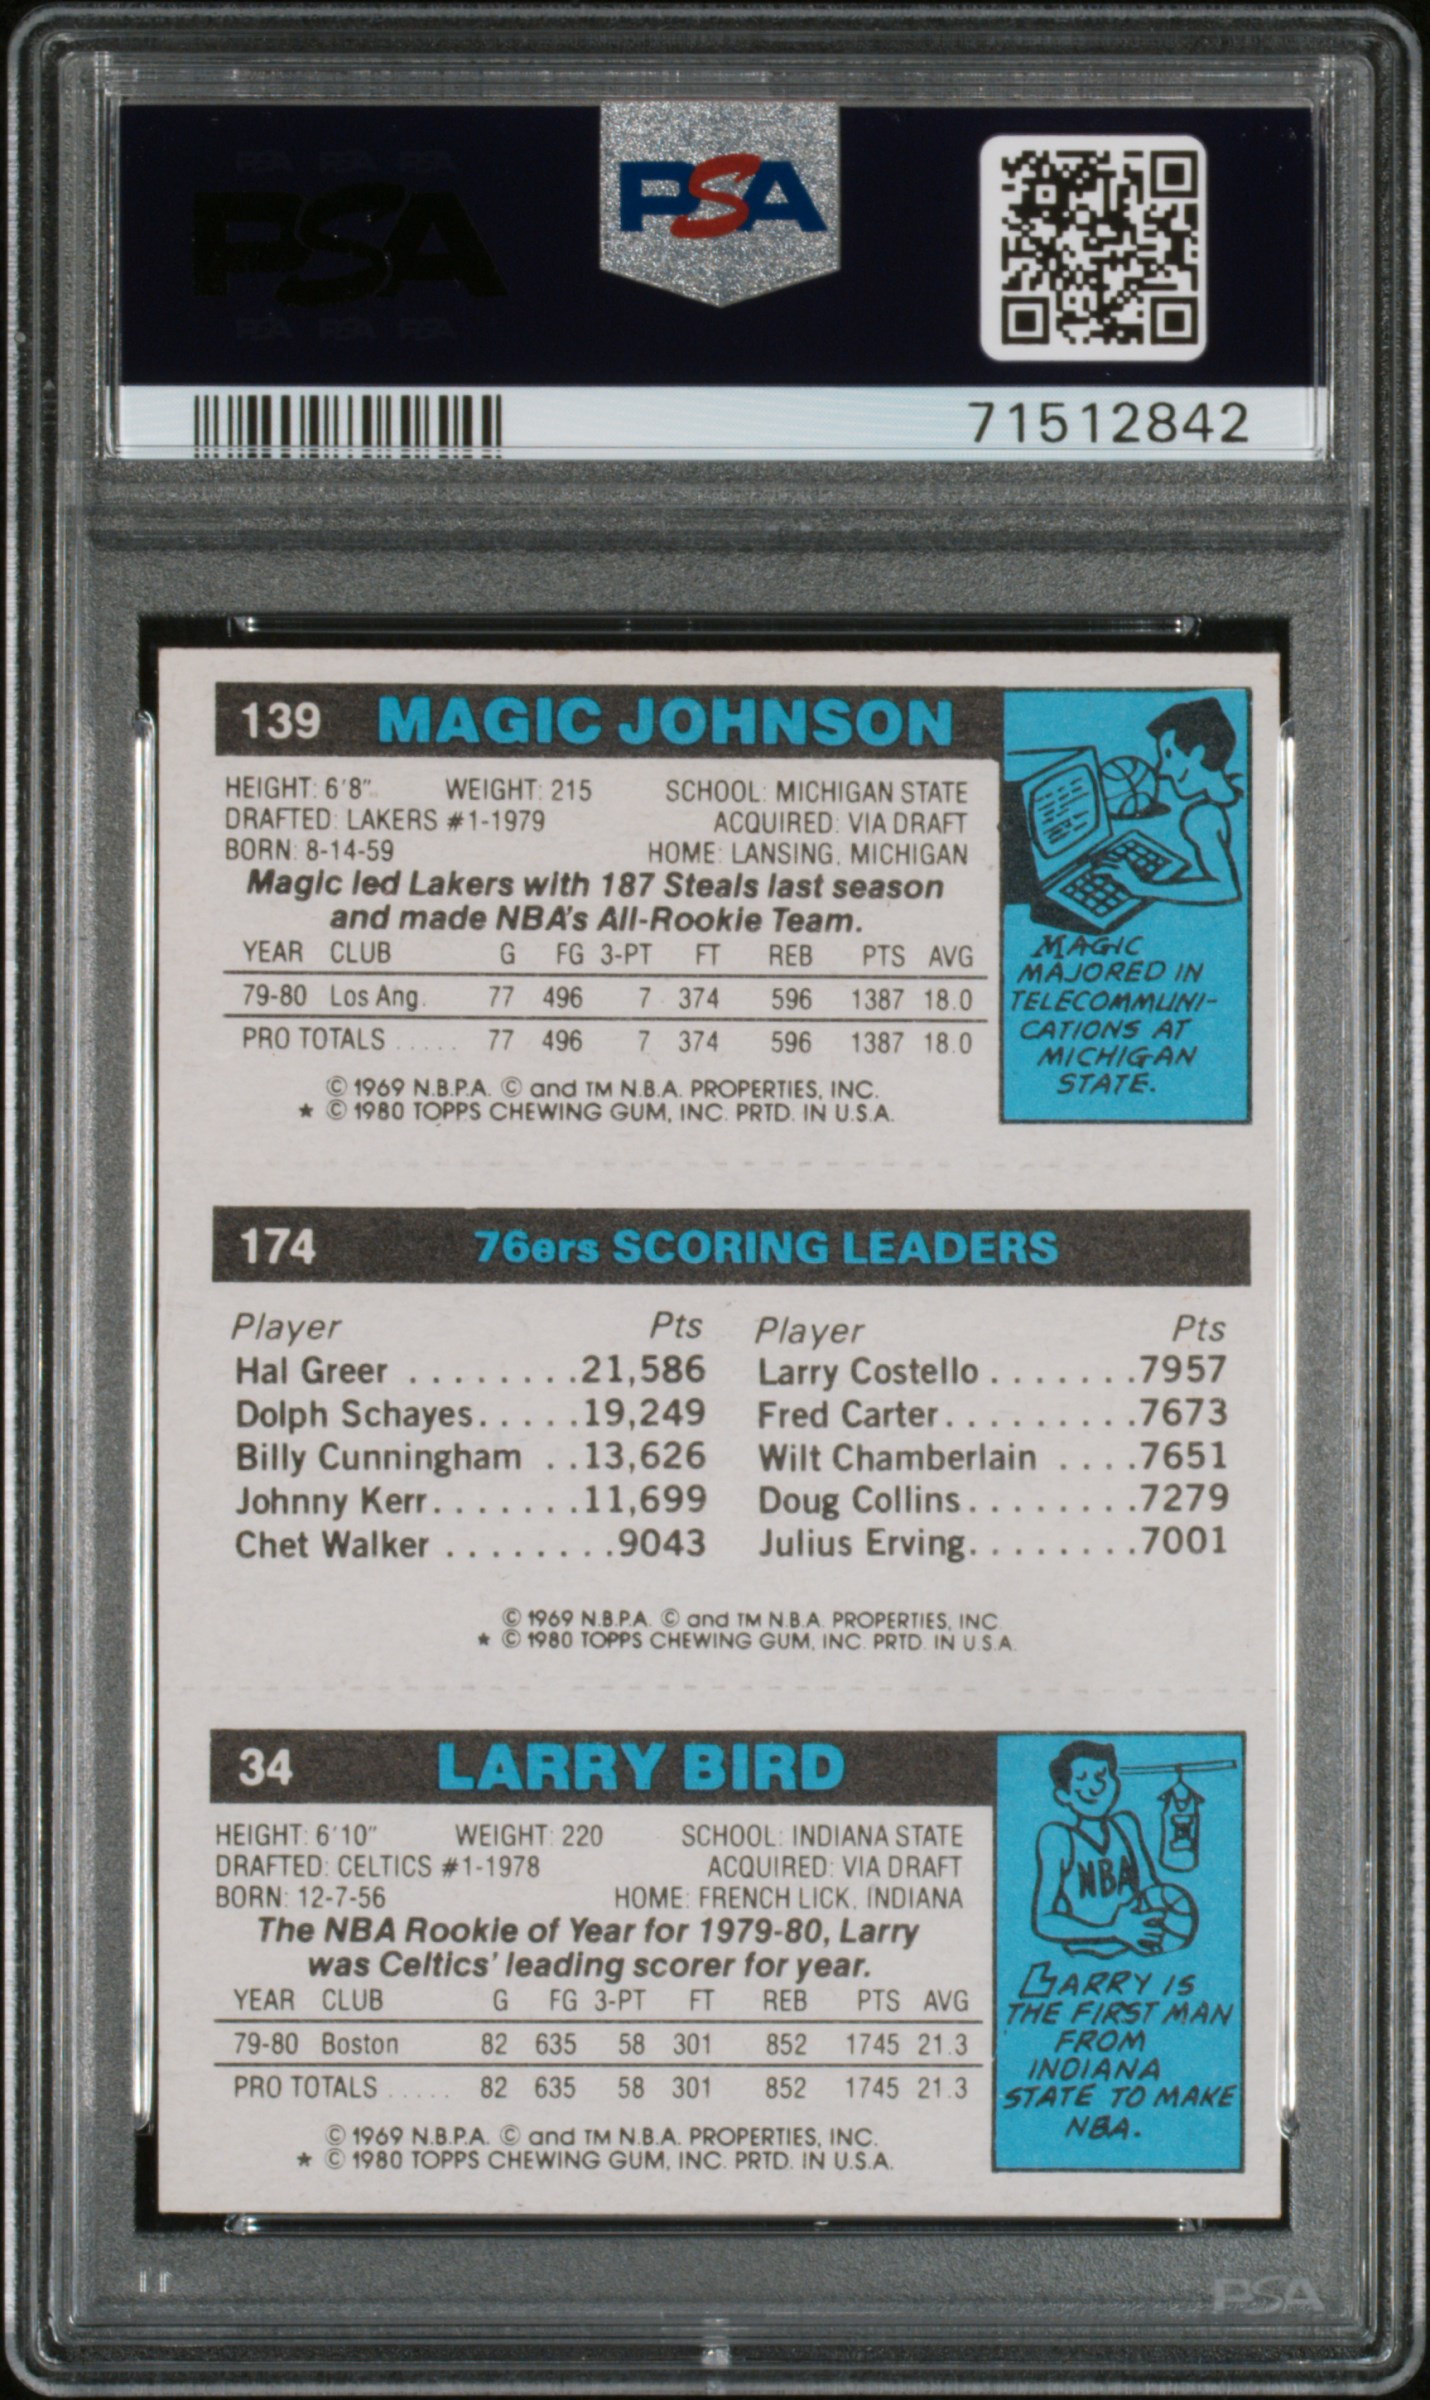 PSA PSA PSA
PSA
PSA PSA PSA
PSA
71512842
139 MAGIC JOHNSON
HEIGHT: 6'8" WEIGHT: 215 SCHOOL: MICHIGAN STATE
DRAFTED: LAKERS #1-1979 ACQUIRED: VIA DRAFT
BORN: 8-14-59 HOME: LANSING, MICHIGAN
Magic led Lakers with 187 Steals last season
and made NBA's All-Rookie Team.
YEAR CLUB G FG 3-PT FT REB PTS AVG
79-80 Los Ang. 77 496 7 374 596 1387 18.0
PRO TOTALS ..... 77 496 7 374 596 1387 18.0
© 1969 N.B.P.A. © and TM N.B.A. PROPERTIES, INC.
★ © 1980 TOPPS CHEWING GUM, INC. PRTD. IN U.S.A.
MAGIC
MAJORED IN
TELECOMMUNI-
CATIONS AT
MICHIGAN
STATE.
174 76ers SCORING LEADERS
Player Pts Player Pts
Hal Greer ........21,586 Larry Costello.......7957
Dolph Schayes.....19,249 Fred Carter.........7673
Billy Cunningham ..13,626 Wilt Chamberlain ....7651
Johnny Kerr.......11,699 Doug Collins........7279
Chet Walker ........9043 Julius Erving........7001
© 1969 N.B.P.A. © and TM N.B.A. PROPERTIES, INC.
★ © 1980 TOPPS CHEWING GUM, INC. PRTD. IN U.S.A.
34 LARRY BIRD
HEIGHT: 6'10" WEIGHT: 220 SCHOOL: INDIANA STATE
DRAFTED: CELTICS #1-1978 ACQUIRED: VIA DRAFT
BORN: 12-7-56 HOME: FRENCH LICK, INDIANA
The NBA Rookie of Year for 1979-80, Larry
was Celtics' leading scorer for year.
YEAR CLUB G FG 3-PT FT REB PTS AVG
79-80 Boston 82 635 58 301 852 1745 21.3
PRO TOTALS ..... 82 635 58 301 852 1745 21.3
© 1969 N.B.P.A. © and TM N.B.A. PROPERTIES, INC.
★ © 1980 TOPPS CHEWING GUM, INC. PRTD. IN U.S.A.
NBA
LARRY IS
THE FIRST MAN
FROM
INDIANA
STATE TO MAKE
NBA.
PSA